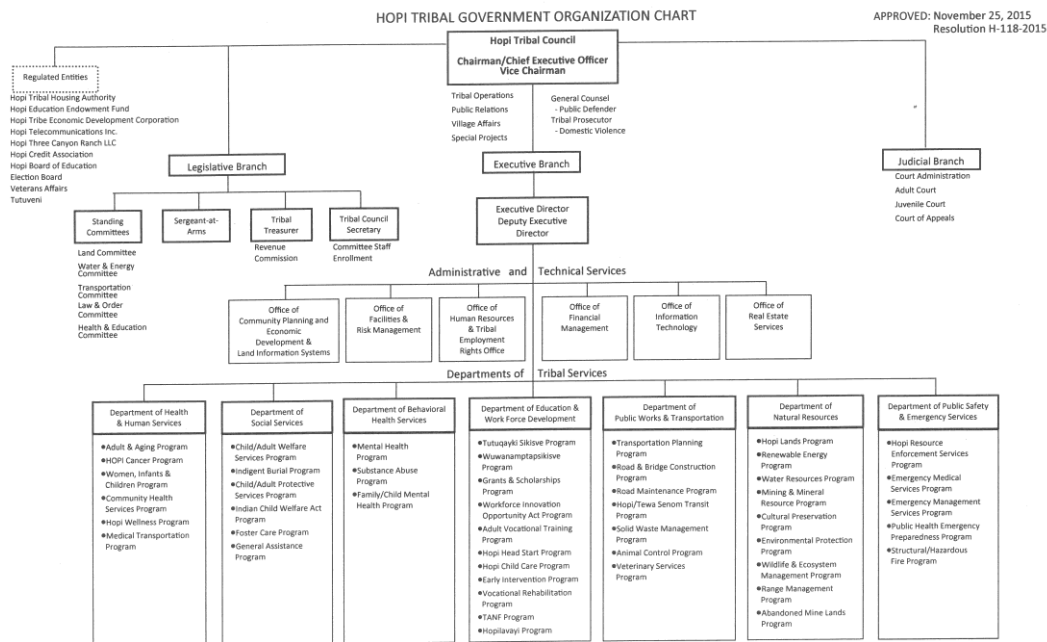 HOPI TRIBAL GOVERNMENT ORGANIZATION CHART
APPROVED: November 25, 2015
Resolution H-118-2015
Hopi Tribal Council
Chairman/Chief Executive Officer
Vice Chairman
Regulated Entities
Hopi Tribal Housing Authority
Hopi Education Endowment Fund
Hopi Tribe Economic Development Corporation
Hopi Telecommunications Inc.
Hopi Three Canyon Ranch LLC
Hopi Credit Association
Hopi Board of Education
Election Board
Veterans Affairs
Tutuveni
Tribal Operations
Public Relations
Village Affairs
Special Projects
General Counsel
- Public Defender
Tribal Prosecutor
- Domestic Violence
Legislative Branch
Executive Branch
Judicial Branch
Court Administration
Adult Court
Juvenile Court
Court of Appeals
Standing
Committees
Land Committee
Water & Energy
Committee
Transportation
Committee
Law & Order
Committee
Health & Education
Committee
Sergeant-at-
Arms
Tribal
Treasurer
Revenue
Commission
Tribal Council
Secretary
Committee Staff
Enrollment
Executive Director
Deputy Executive
Director
Administrative and Technical Services
Office of
Community Planning and
Economic
Development &
Land Information Systems
Office of
Facilities &
Risk Management
Office of
Human Resources
& Tribal
Employment
Rights Office
Office of
Financial
Management
Office of
Information
Technology
Office of
Real Estate
Services
Departments of Tribal Services
Department of Health
& Human Services
●Adult & Aging Program
●HOPI Cancer Program
●Women, Infants &
Children Program
●Community Health
Services Program
●Hopi Wellness Program
●Medical Transportation
Program
Department of
Social Services
●Child/Adult Welfare
Services Program
●Indigent Burial Program
●Child/Adult Protective
Services Program
●Indian Child Welfare Act
Program
●Foster Care Program
●General Assistance
Program
Department of Behavioral
Health Services
●Mental Health
Program
●Substance Abuse
Program
●Family/Child Mental
Health Program
Department of Education &
Work Force Development
●Tutuqayki Sikisve Program
●Wuwanamptapsikisve
Program
●Grants & Scholarships
Program
●Workforce Innovation
Opportunity Act Program
●Adult Vocational Training
Program
●Hopi Head Start Program
●Hopi Child Care Program
●Early Intervention Program
●Vocational Rehabilitation
Program
●TANF Program
●Hopilavayi Program
Department of
Public Works & Transportation
●Transportation Planning
Program
●Road & Bridge Construction
Program
●Road Maintenance Program
●Hopi/Tewa Senom Transit
Program
●Solid Waste Management
Program
●Animal Control Program
●Veterinary Services
Program
Department of
Natural Resources
●Hopi Lands Program
●Renewable Energy
Program
●Water Resources Program
●Mining & Mineral
Resource Program
●Cultural Preservation
Program
●Environmental Protection
Program
●Wildlife & Ecosystem
Management Program
●Range Management
Program
●Abandoned Mine Lands
Program
Department of Public Safety
& Emergency Services
●Hopi Resource
Enforcement Services
Program
●Emergency Medical
Services Program
●Emergency Management
Services Program
●Public Health Emergency
Preparedness Program
●Structural/Hazardous
Fire Program